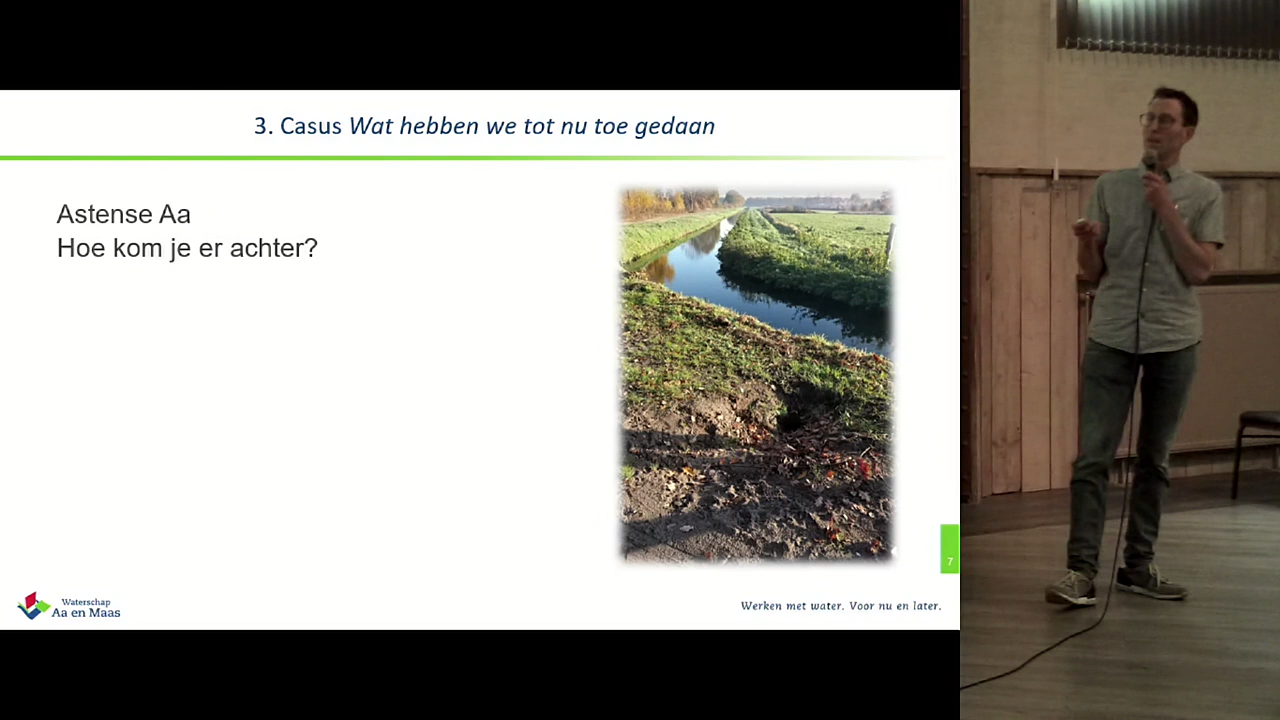 3. Casus Wat hebben we tot nu toe gedaan
Astense Aa
Hoe kom je er achter?
7
Waterschap
Aa en Maas
Werken met water. Voor nu en later.